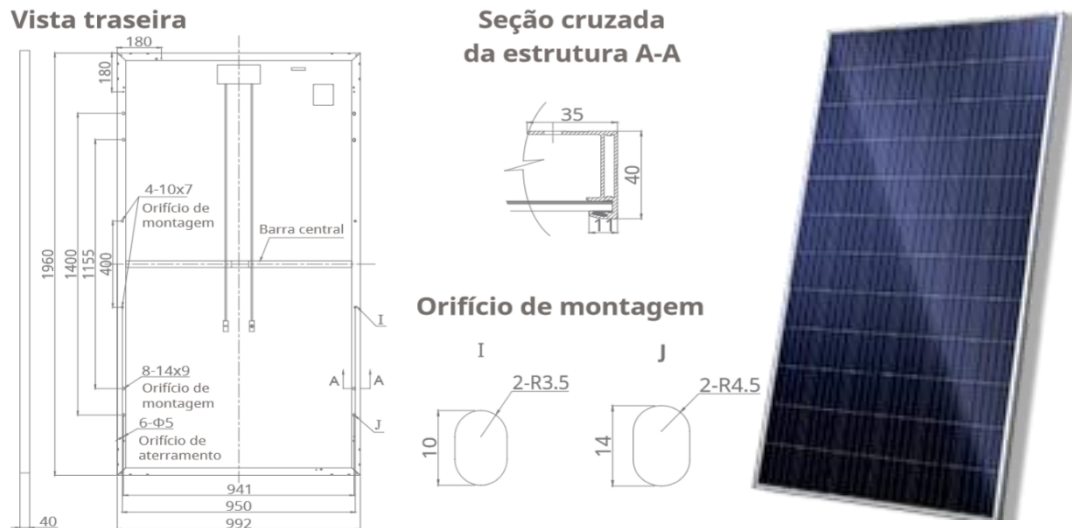 Vista traseira
180
180
4-10x7
Orifício de
montagem
Barra central
1960
1400
1155
400
I
8-14x9
Orifício de
montagem
A
A
J
6-Φ5
Orifício de
aterramento
941
950
992
40
Seção cruzada
da estrutura A-A
35
40
11
Orifício de montagem
I
2-R3.5
10
J
2-R4.5
14